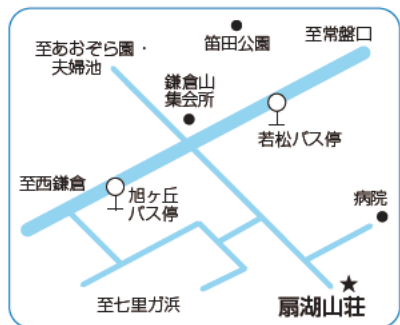 至あおぞら園・
夫婦池
笛田公園
至常盤口
鎌倉山
集会所
若松バス停
至西鎌倉
旭ヶ丘
バス停
病院
至七里ガ浜
扇湖山荘